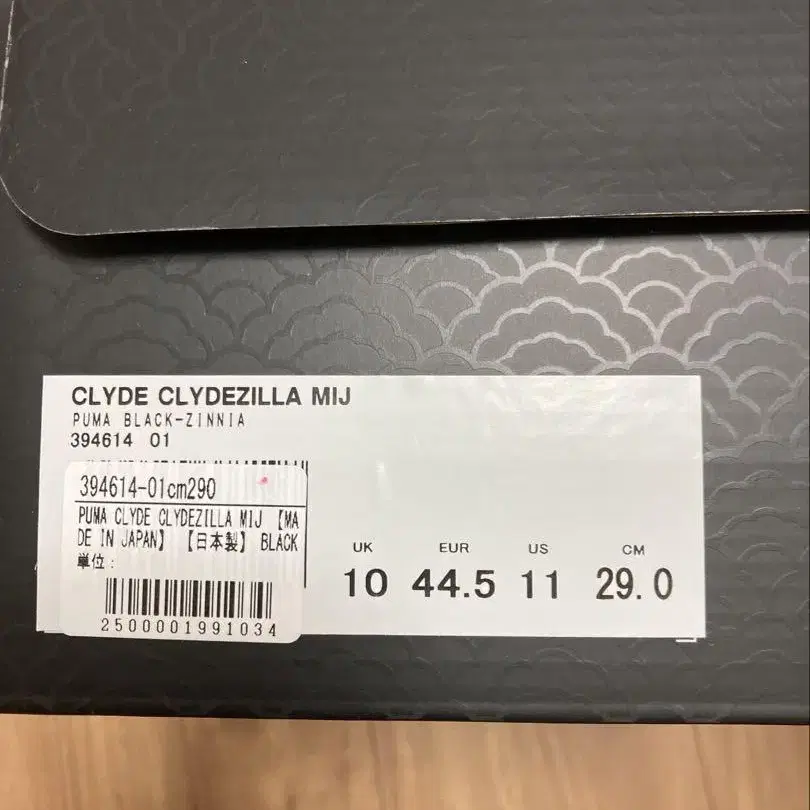 CLYDE CLYDEZILLA MIJ
PUMA BLACK-ZINNIA
394614 01
394614-01cm290
PUMA CLYDE CLYDEZILLA MIJ 【MA
DE IN JAPAN】 【日本製】 BLACK
単位:
2500001991034
UK EUR US CM
10 44.5 11 29.0